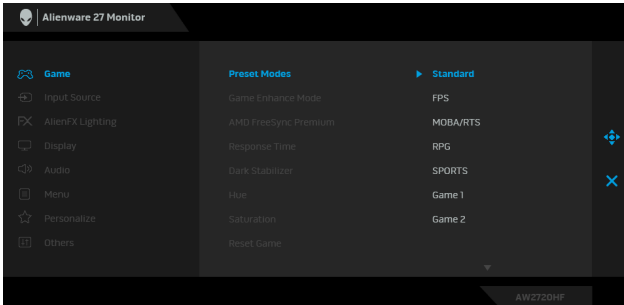 Alienware 27 Monitor
Game
Input Source
AlienFX Lighting
Display
Audio
Menu
Personalize
Others
Preset Modes
Game Enhance Mode
AMD FreeSync Premium
Response Time
Dark Stabilizer
Hue
Saturation
Reset Game
Standard
FPS
MOBA/RTS
RPG
SPORTS
Game 1
Game 2
AW2720HF